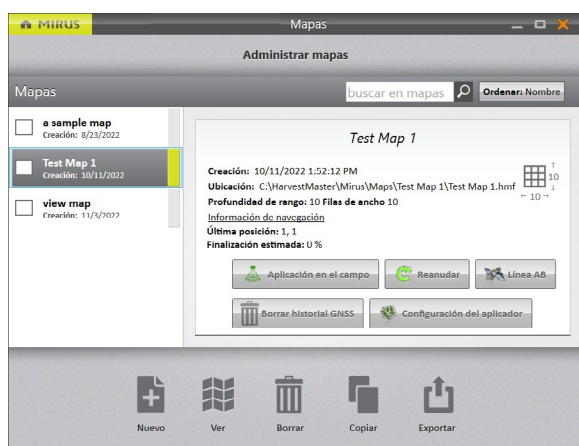 MIRUS
Mapas
Administrar mapas
Mapas
buscar en mapas
Ordenar: Nombre
a sample map
Creación: 8/23/2022
Test Map 1
Creación: 10/11/2022
view map
Creación: 11/3/2022
Test Map 1
Creación: 10/11/2022 1:52:12 PM
Ubicación: C:\HarvestMaster\Mirus\Maps\Test Map 1\Test Map 1.hmf
Profundidad de rango: 10 Filas de ancho 10
Información de navegación
Última posición: 1, 1
Finalización estimada: 0 %
↑
10
↓
← 10 →
Aplicación en el campo
Reanudar
Línea AB
Borrar historial GNSS
Configuración del aplicador
Nuevo
Ver
Borrar
Copiar
Exportar